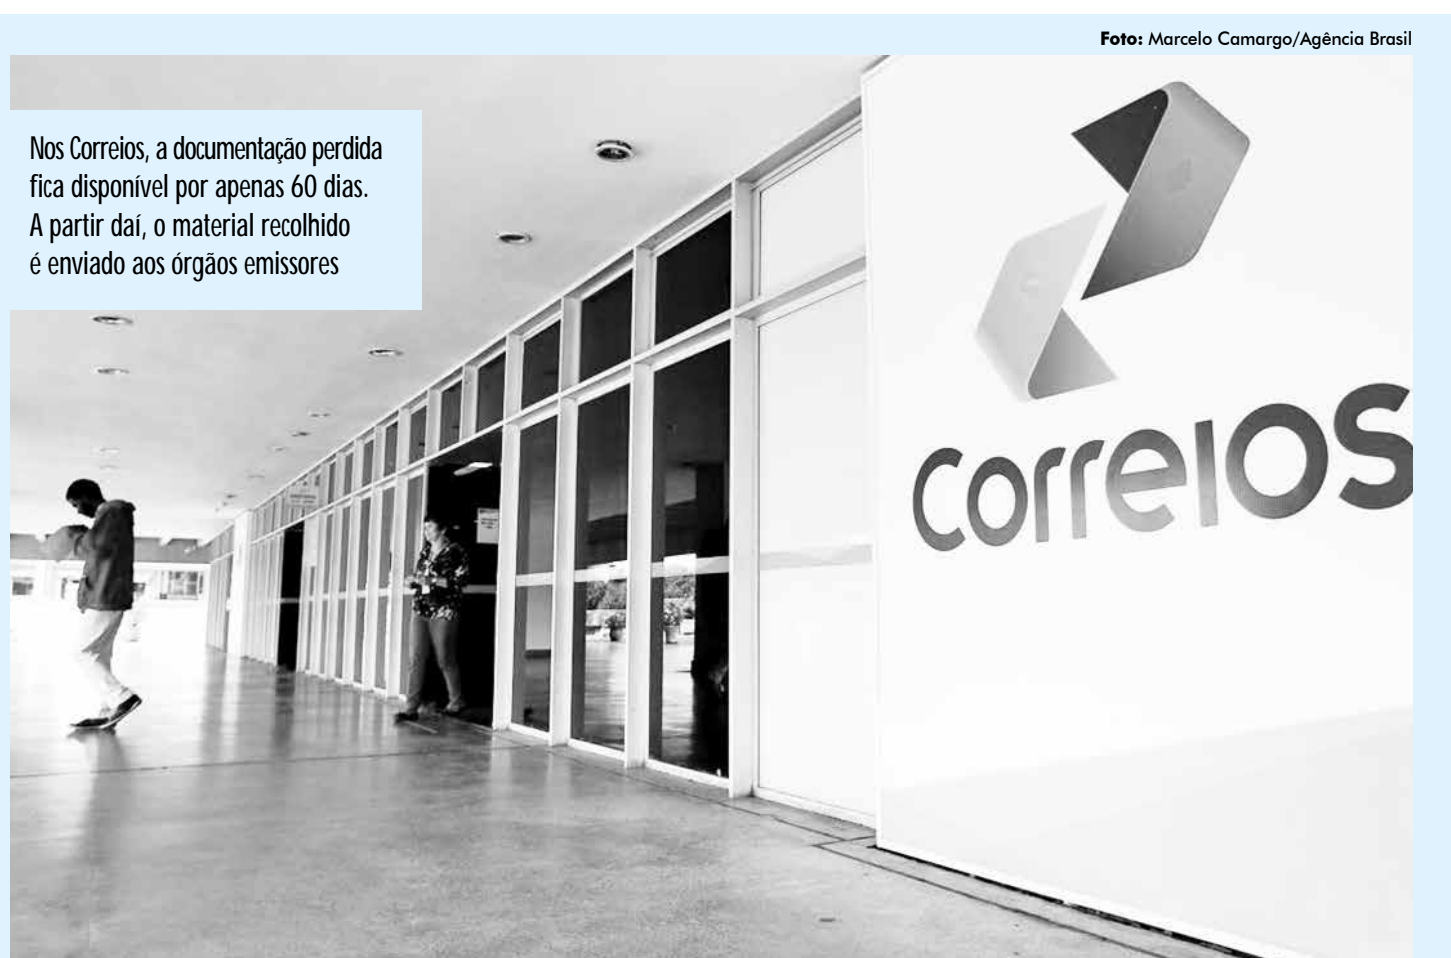 Foto: Marcelo Camargo/Agência Brasil
Nos Correios, a documentação perdida
fica disponível por apenas 60 dias.
A partir daí, o material recolhido
é enviado aos órgãos emissores
Correios